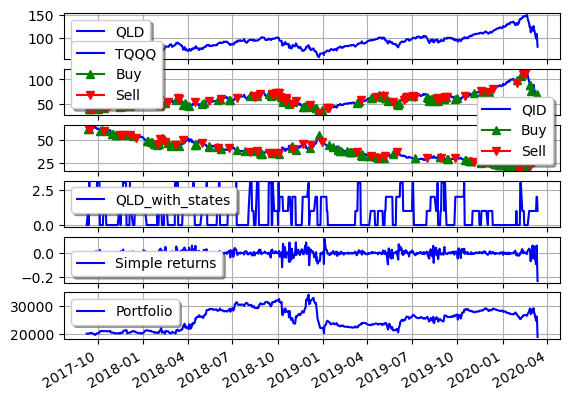 150
100
QLD
TQQQ
Buy
Sell
100
50
QID
Buy
Sell
50
25
2.5
0.0
QLD_with_states
0.0
−0.2
Simple returns
30000
20000
Portfolio
2017-10
2018-01
2018-04
2018-07
2018-10
2019-01
2019-04
2019-07
2019-10
2020-01
2020-04